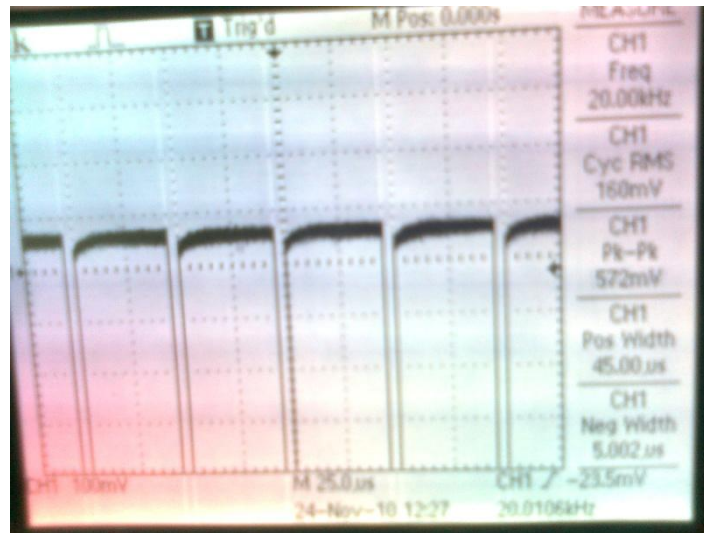 T Trig'd M Pos: 0.000s MEASURE
CH1
Freq
20.00kHz
CH1
Cyc RMS
160mV
CH1
Pk-Pk
572mV
CH1
Pos Width
45.00us
CH1
Neg Width
5.002us
CH1 100mV M 25.0us CH1 -23.5mV
24-Nov-10 12:27 20.0106kHz